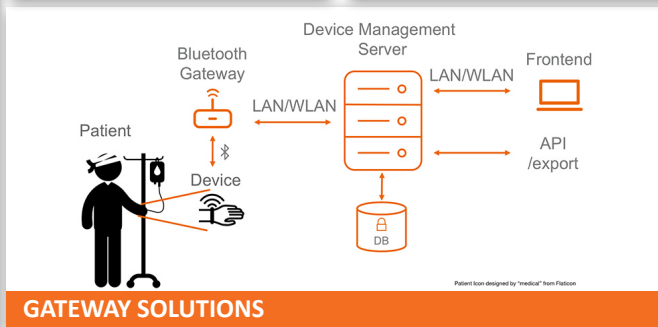 Device Management
Server
Bluetooth
Gateway
LAN/WLAN
LAN/WLAN
Frontend
Patient
Device
API
/export
DB
Patient Icon designed by "medical" from Flaticon
GATEWAY SOLUTIONS